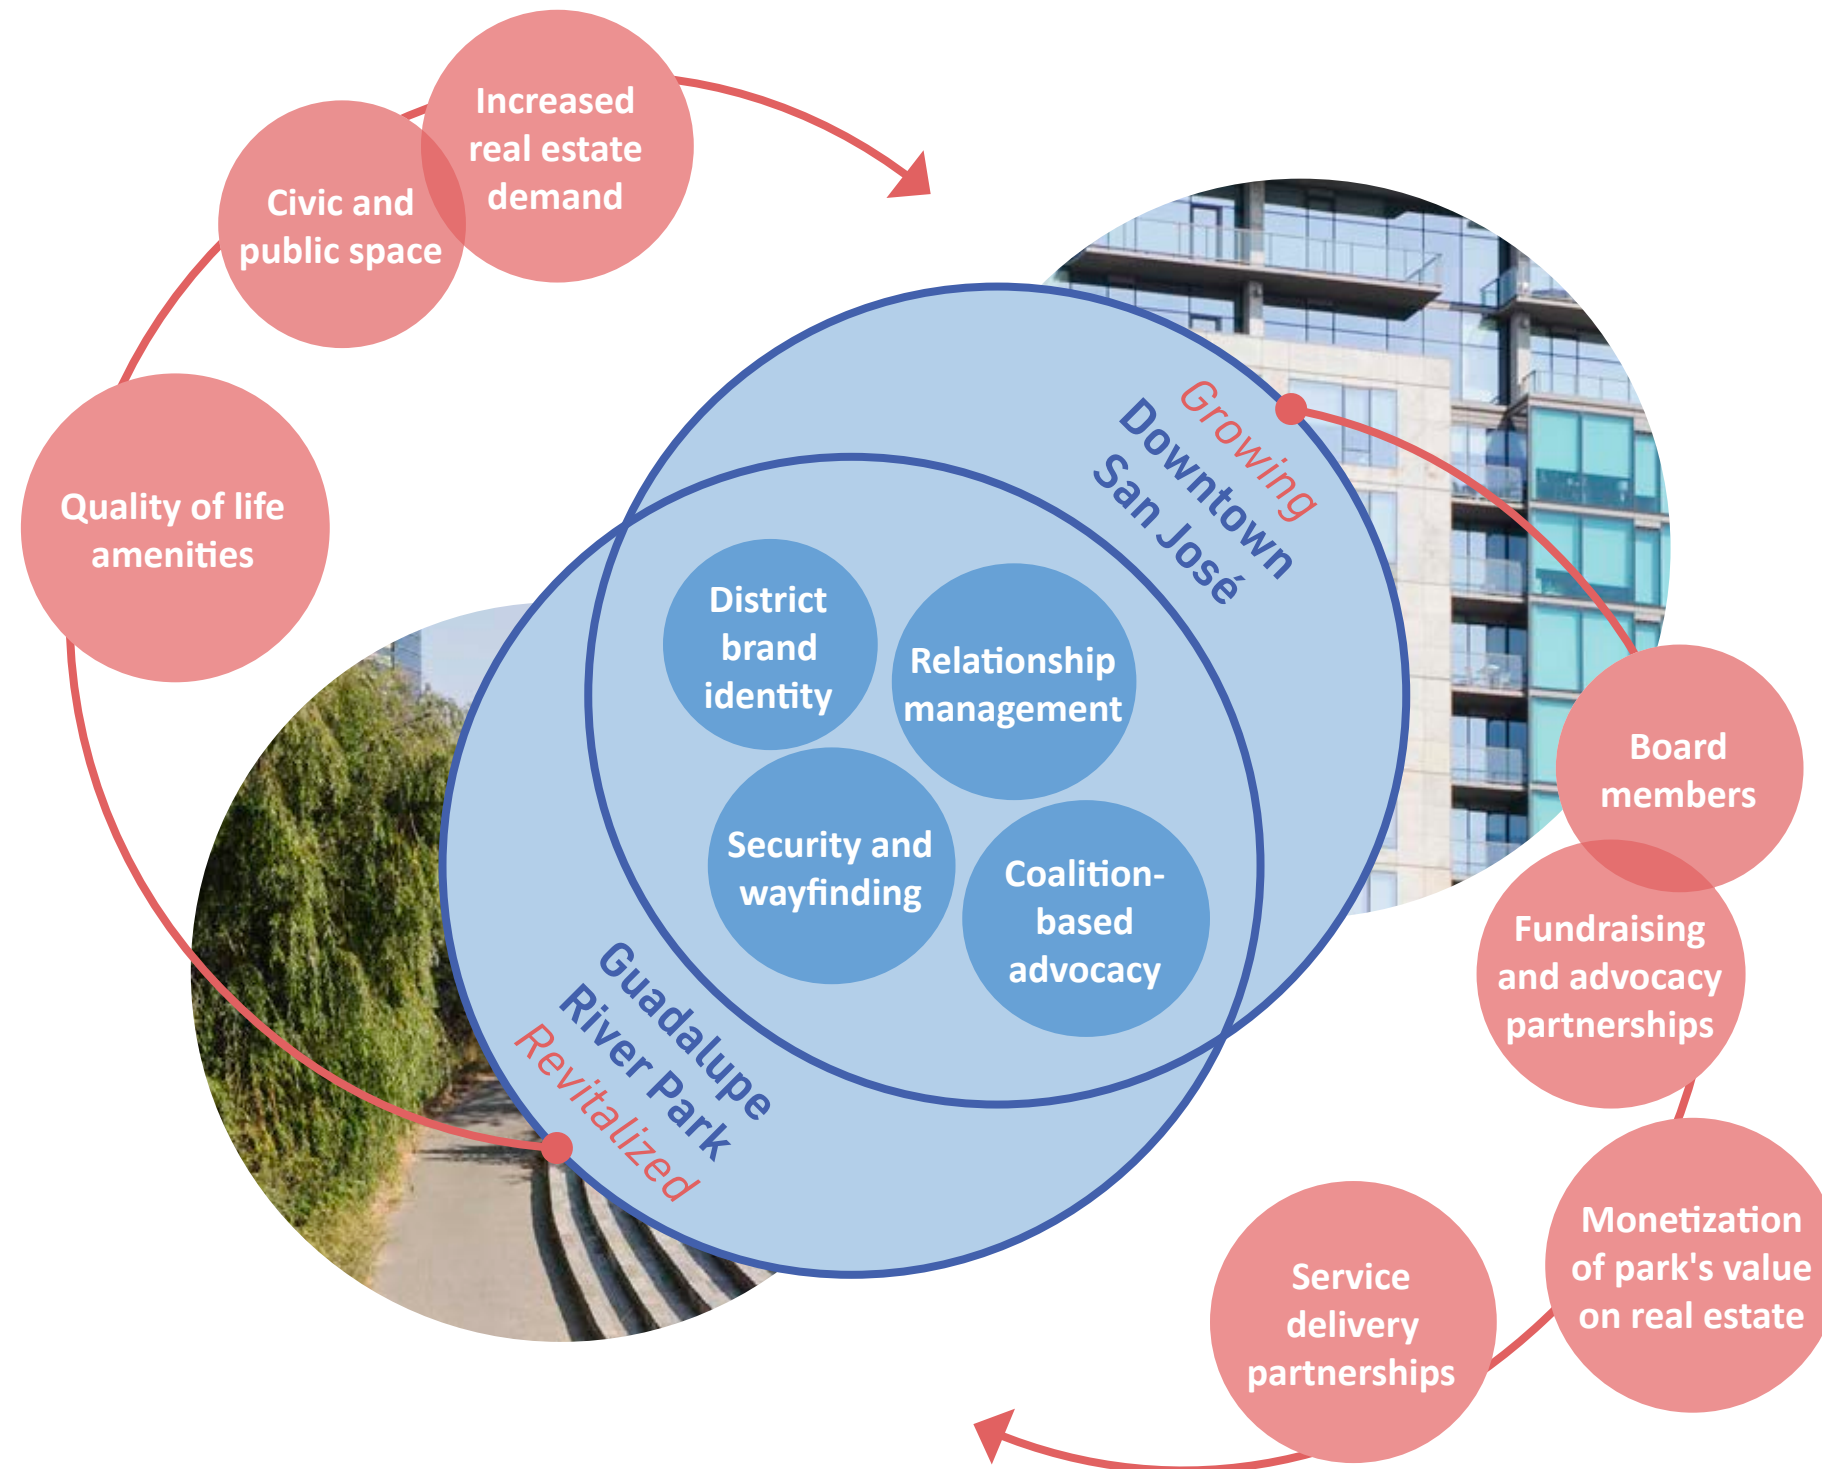 Increased
real estate
demand
Civic and
public space
Quality of life
amenities
Growing
Downtown
San José
District
brand
identity
Relationship
management
Security and
wayfinding
Coalition-
based
advocacy
Guadalupe
River Park
Revitalized
Board
members
Fundraising
and advocacy
partnerships
Monetization
of park's value
on real estate
Service
delivery
partnerships